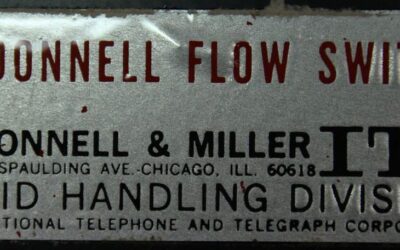 DONNELL FLOW SWIT
ONNELL & MILLER IT
SPAULDING AVE.-CHICAGO, ILL. 60618
ID HANDLING DIVIS
TIONAL TELEPHONE AND TELEGRAPH CORPO